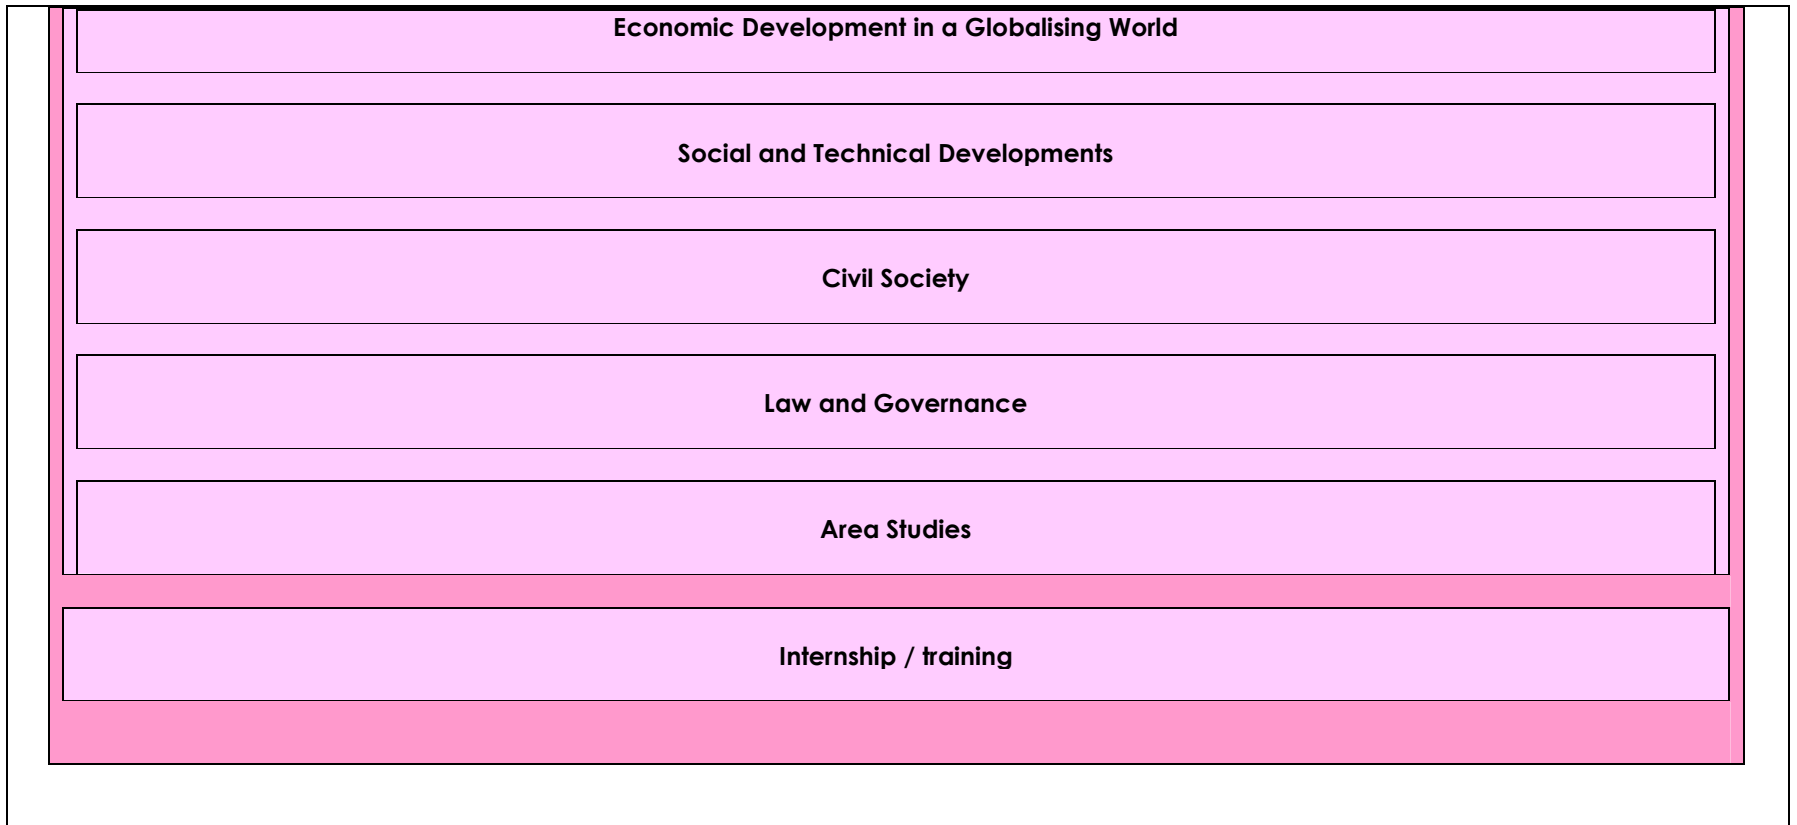 Economic Development in a Globalising World
Social and Technical Developments
Civil Society
Law and Governance
Area Studies
Internship / training